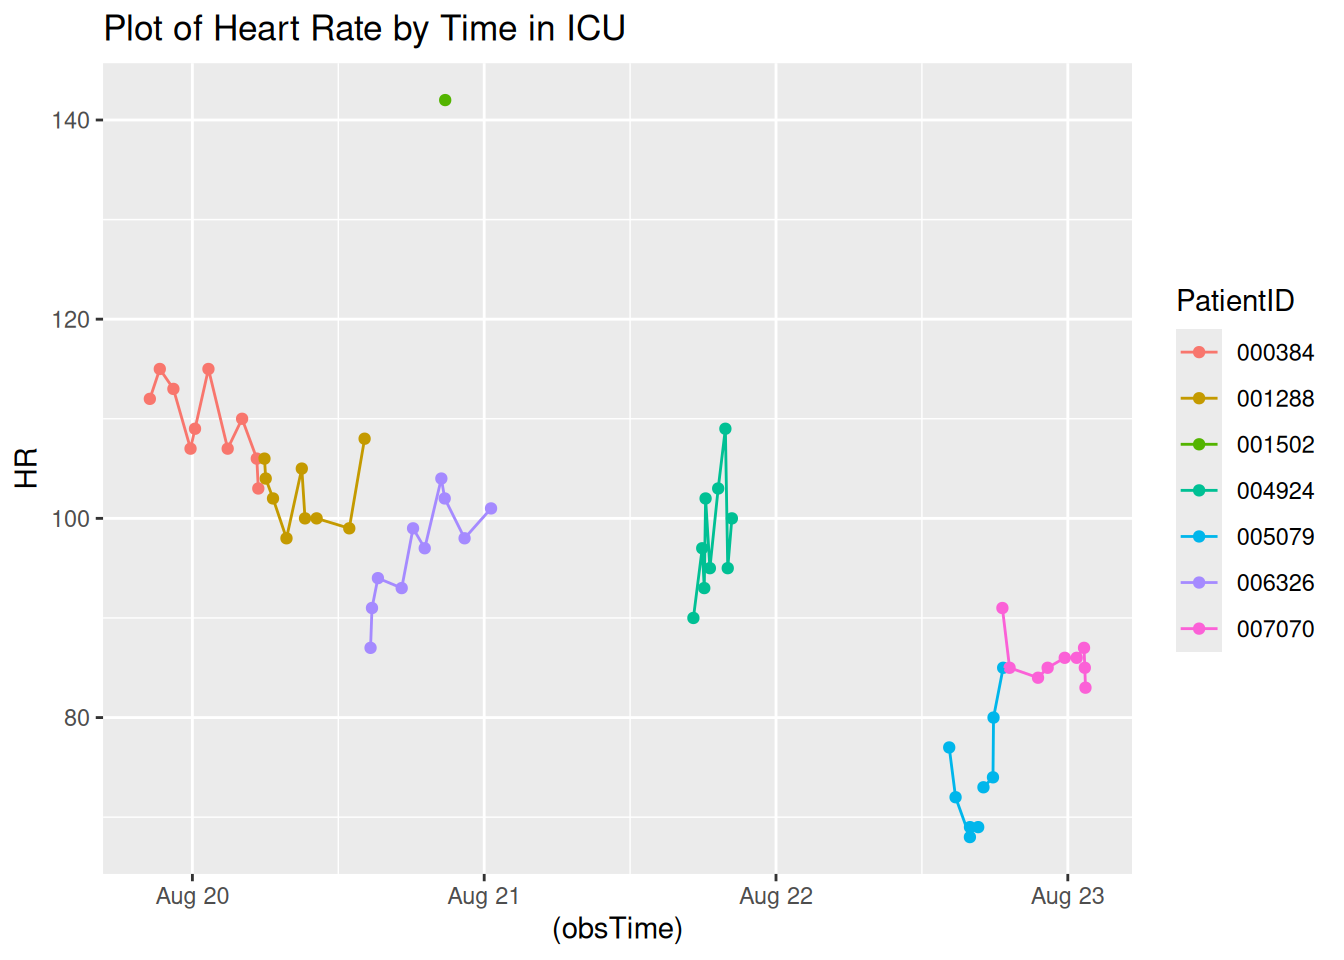 Plot of Heart Rate by Time in ICU
HR
140
120
100
80
Aug 20 Aug 21 Aug 22 Aug 23
(obsTime)
PatientID
000384
001288
001502
004924
005079
006326
007070